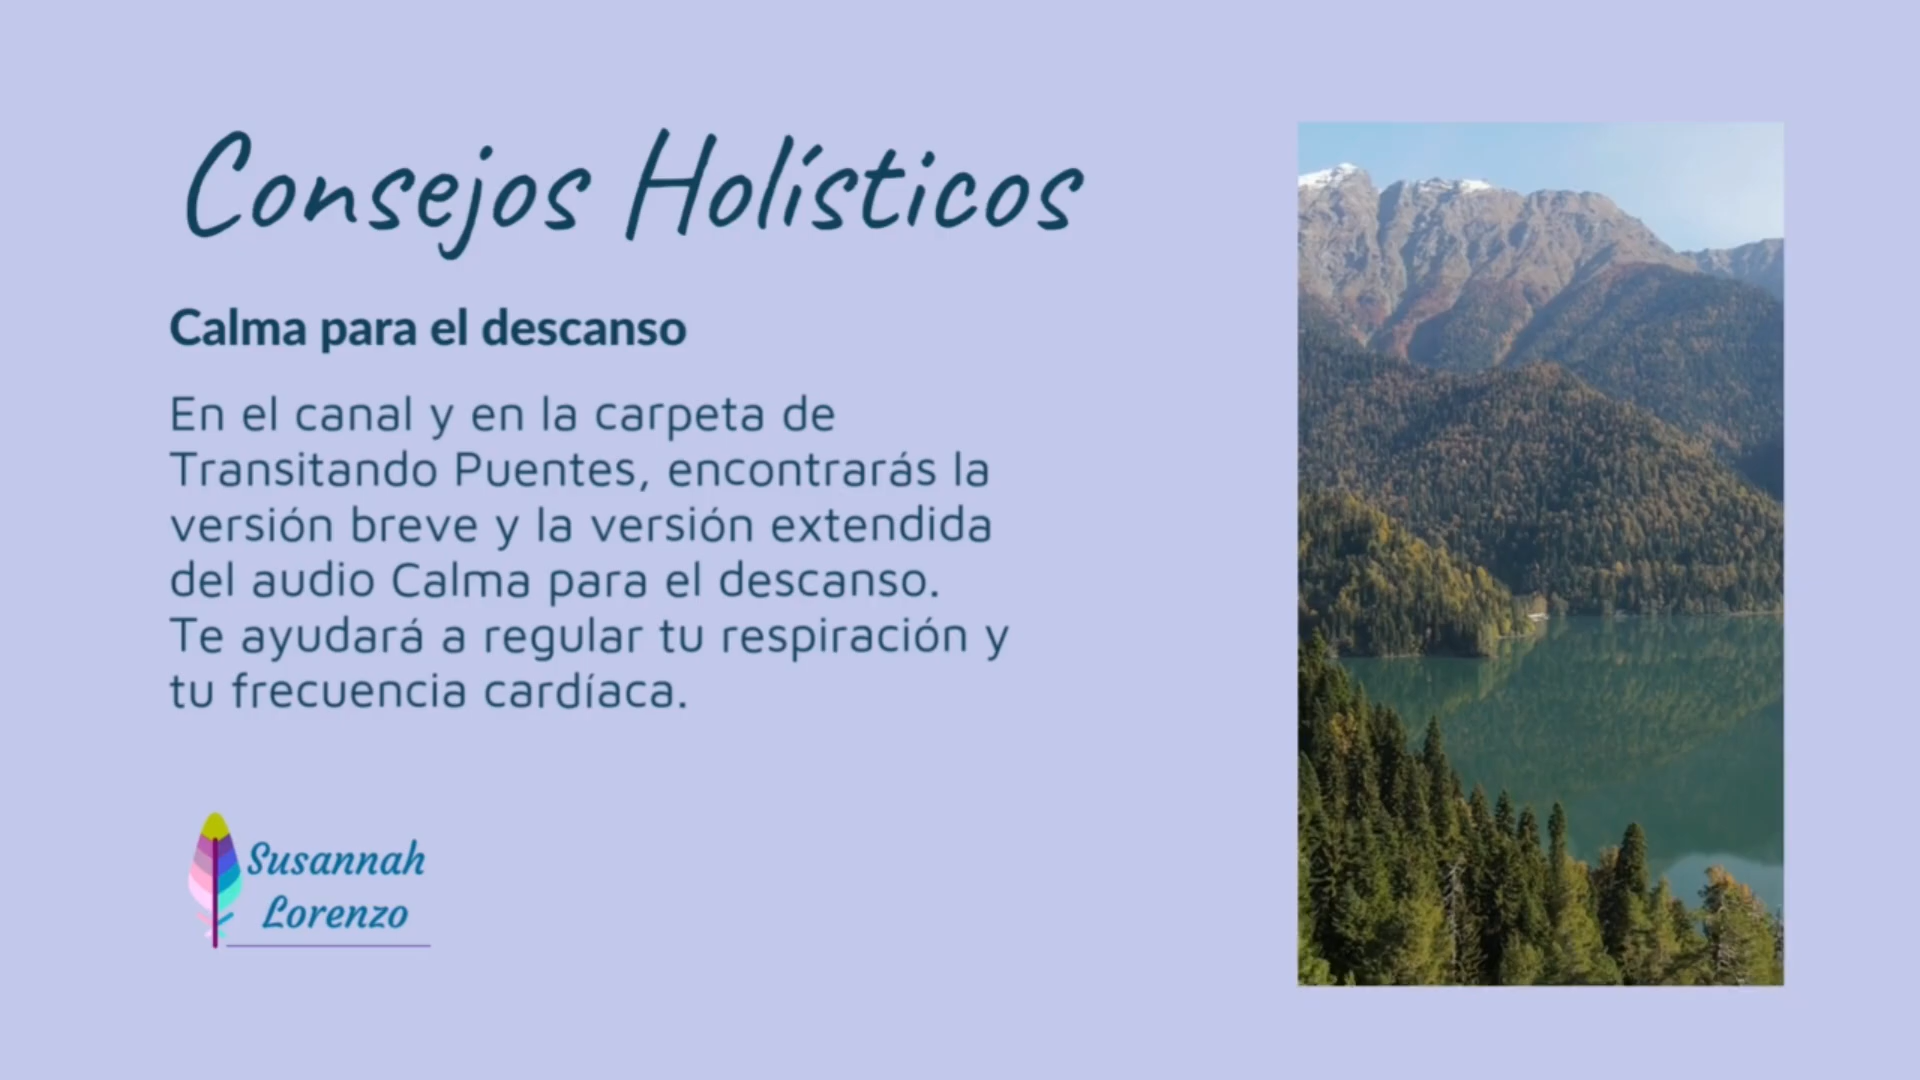 Consejos Holísticos
Calma para el descanso
En el canal y en la carpeta de
Transitando Puentes, encontrarás la
versión breve y la versión extendida
del audio Calma para el descanso.
Te ayudará a regular tu respiración y
tu frecuencia cardíaca.
Susannah
Lorenzo